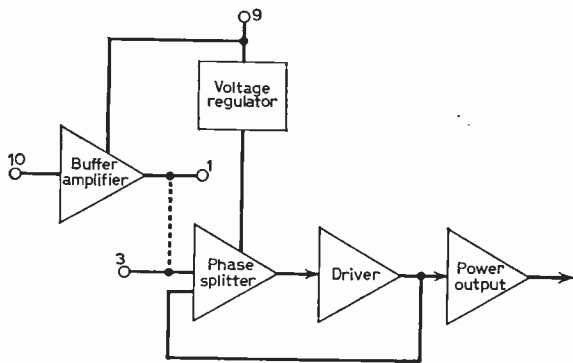 9
Voltage
regulator
10
Buffer
amplifier
1
3
Phase
splitter
Driver
Power
output